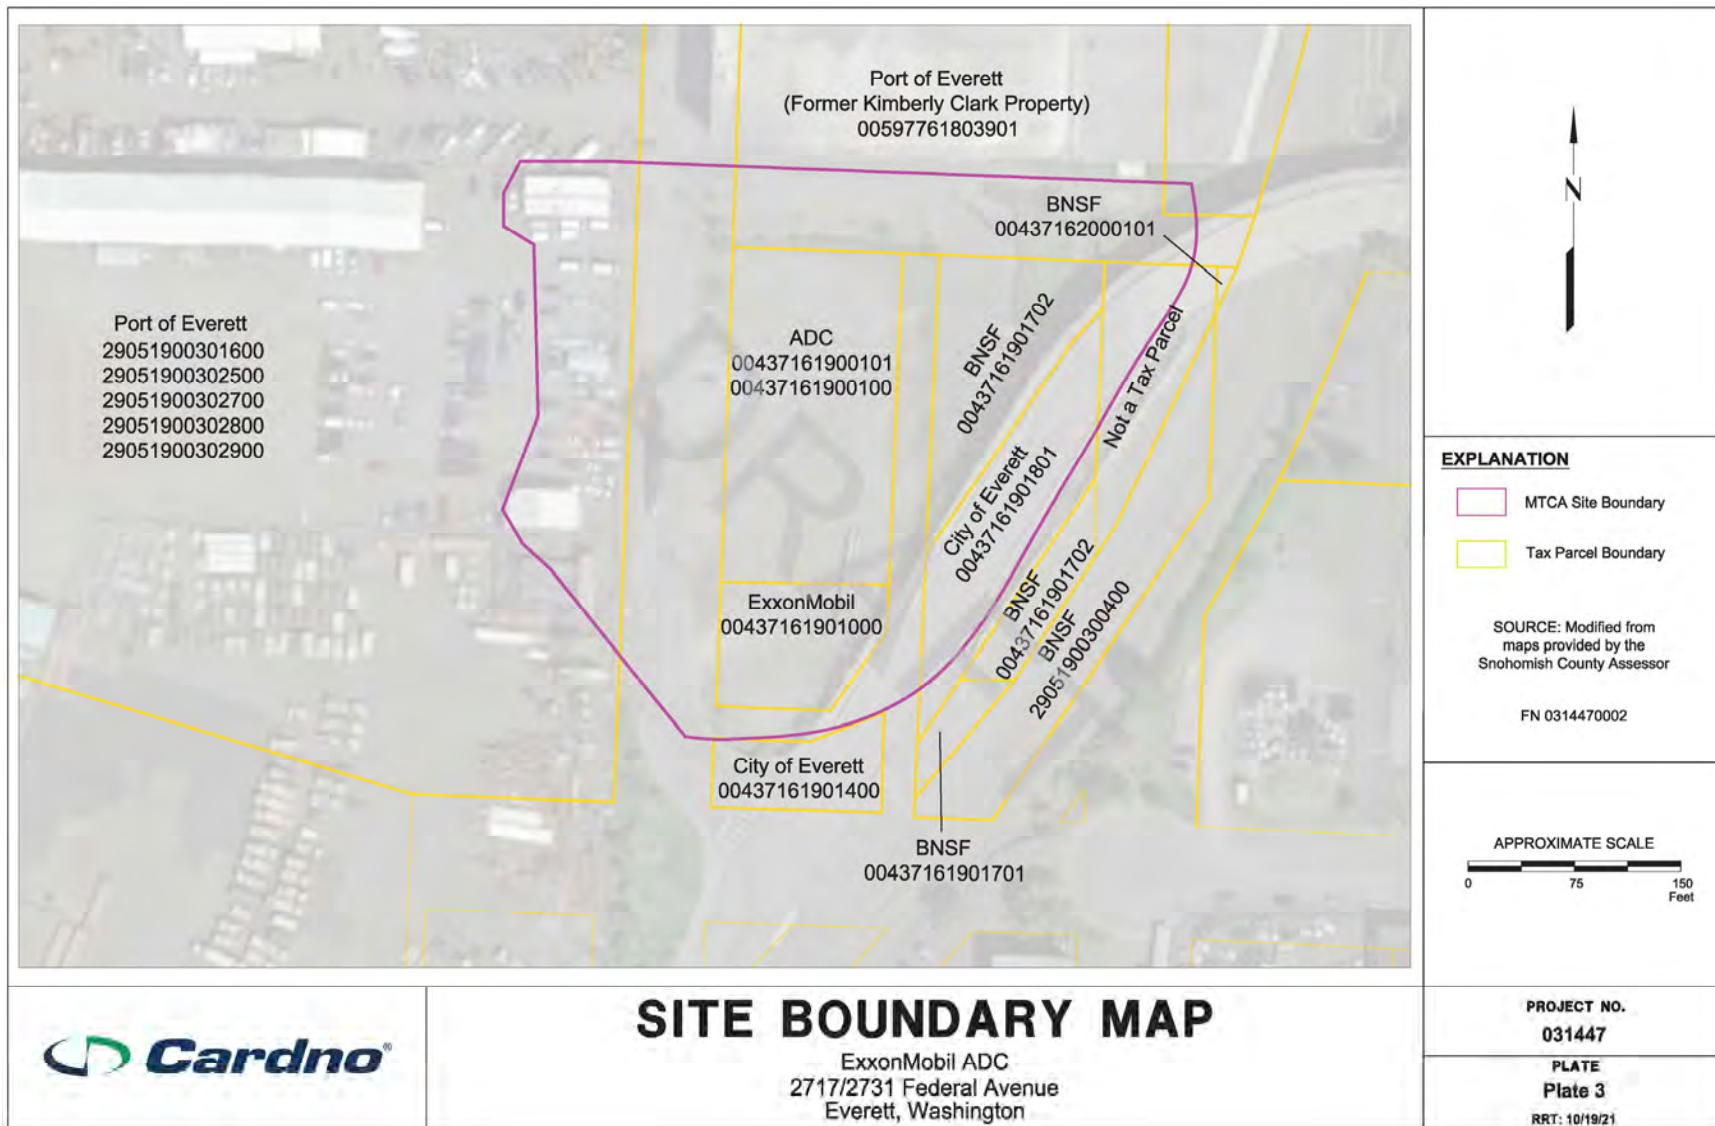 Port of Everett
(Former Kimberly Clark Property)
00597761803901
BNSF
00437162000101
Port of Everett
29051900301600
29051900302500
29051900302700
29051900302800
29051900302900
ADC
00437161900101
00437161900100
BNSF
00437161901702
Not a Tax Parcel
City of Everett
00437161901801
BNSF
00437161901702
BNSF
29051900300400
ExxonMobil
00437161901000
City of Everett
00437161901400
BNSF
00437161901701
N
EXPLANATION
MTCA Site Boundary
Tax Parcel Boundary
SOURCE: Modified from
maps provided by the
Snohomish County Assessor
FN 0314470002
APPROXIMATE SCALE
0 75 150
Feet
Cardno®
SITE BOUNDARY MAP
ExxonMobil ADC
2717/2731 Federal Avenue
Everett, Washington
PROJECT NO.
031447
PLATE
Plate 3
RRT: 10/19/21